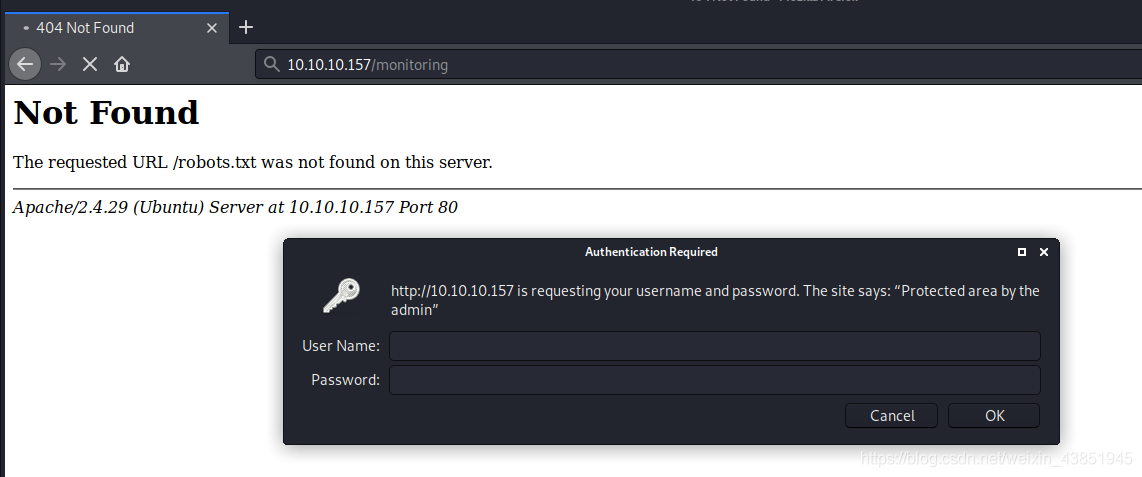 404 Not Found
10.10.10.157/monitoring
Not Found
The requested URL /robots.txt was not found on this server.
Apache/2.4.29 (Ubuntu) Server at 10.10.10.157 Port 80
Authentication Required
http://10.10.10.157 is requesting your username and password. The site says: “Protected area by the
admin”
User Name:
Password:
Cancel OK
https://blog.csdn.net/weixin_43851945